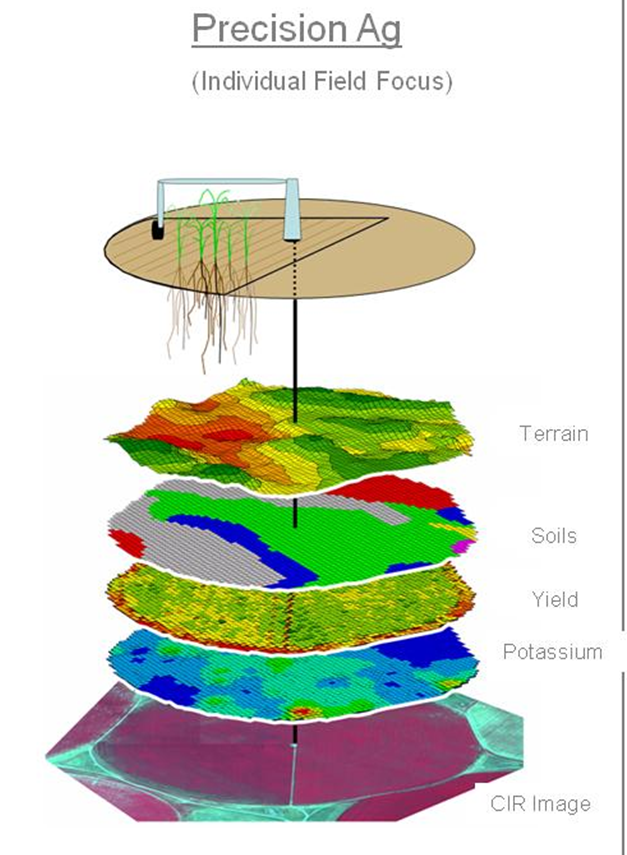 Precision Ag
(Individual Field Focus)
Terrain
Soils
Yield
Potassium
CIR Image